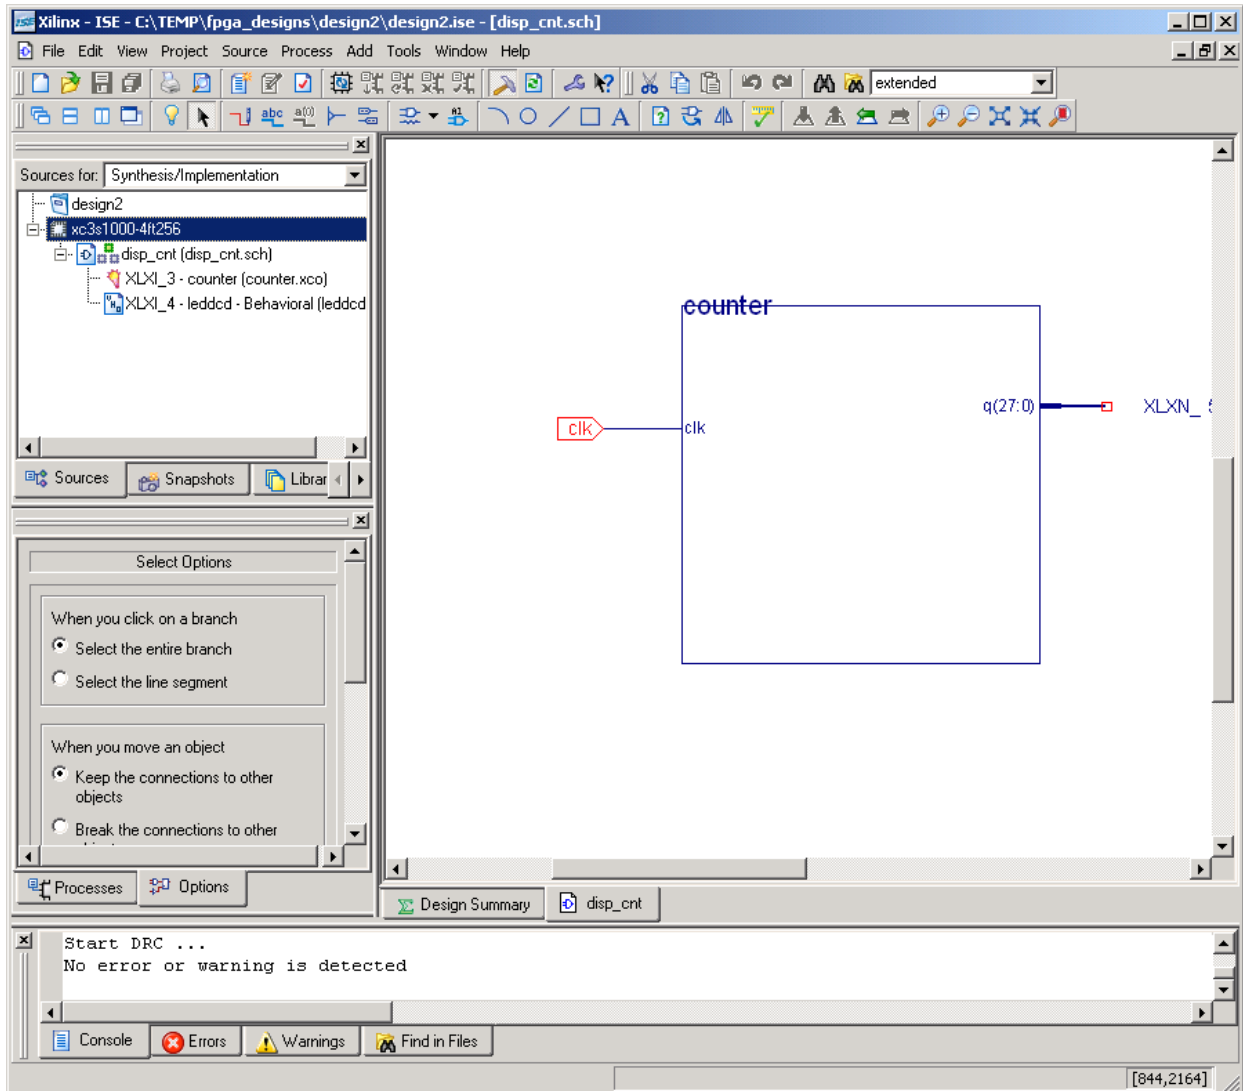 Xilinx - ISE - C:\TEMP\fpga_designs\design2\design2.ise - [disp_cnt.sch]
File Edit View Project Source Process Add Tools Window Help
extended
abc
A
Sources for: Synthesis/Implementation
design2
xc3s1000-4ft256
disp_cnt (disp_cnt.sch)
XLXI_3 - counter (counter.xco)
XLXI_4 - leddcd - Behavioral (leddcd
Sources Snapshots Librar
Select Options
When you click on a branch
Select the entire branch
Select the line segment
When you move an object
Keep the connections to other
objects
Break the connections to other
Processes Options
counter
q(27:0) XLXN_
clk clk
Design Summary disp_cnt
Start DRC ...
No error or warning is detected
Console Errors Warnings Find in Files
[844,2164]